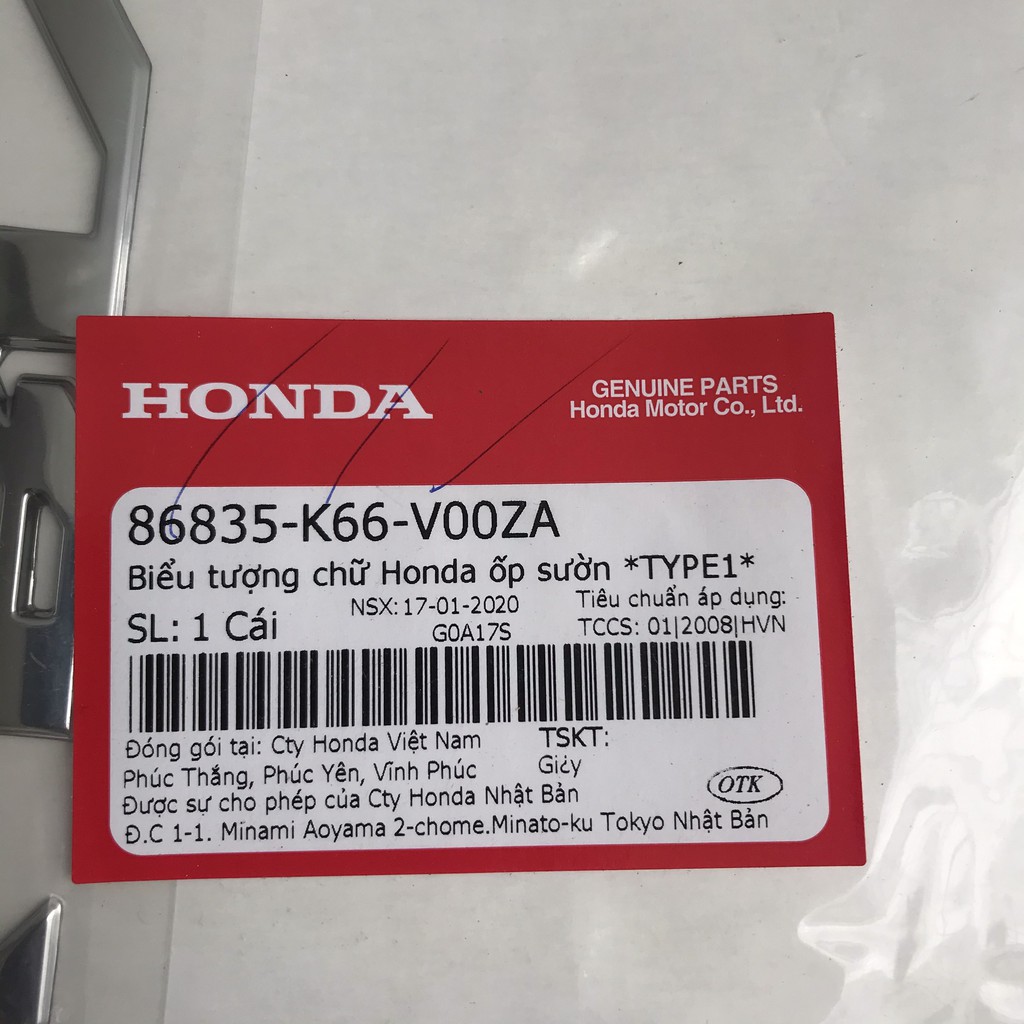 HONDA
GENUINE PARTS
Honda Motor Co., Ltd.
86835-K66-V00ZA
Biểu tượng chữ Honda ốp sườn *TYPE1*
SL: 1 Cái
NSX: 17-01-2020
G0A17S
Tiêu chuẩn áp dụng:
TCCS: 01|2008|HVN
Đóng gói tại: Cty Honda Việt Nam
Phúc Thắng, Phúc Yên, Vĩnh Phúc
Được sự cho phép của Cty Honda Nhật Bản
Đ.C 1-1. Minami Aoyama 2-chome.Minato-ku Tokyo Nhật Bản
TSKT:
OTK